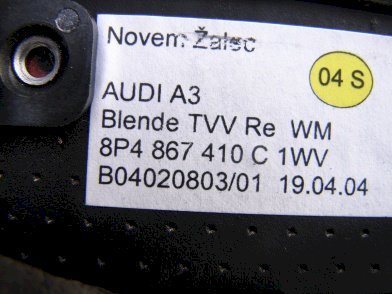 Novem Žalec
04 S
AUDI A3
Blende TVV Re WM
8P4 867 410 C 1WV
B04020803/01 19.04.04